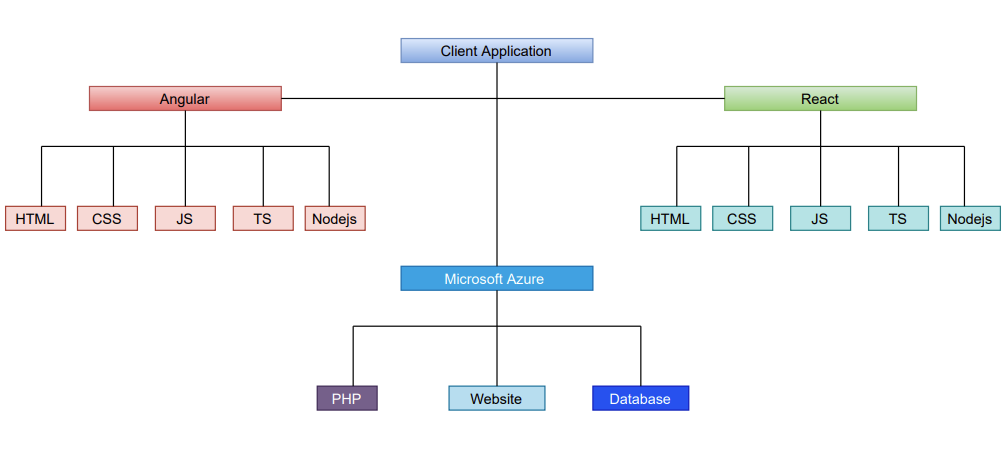 Client Application
Angular
React
HTML
CSS
JS
TS
Nodejs
HTML
CSS
JS
TS
Nodejs
Microsoft Azure
PHP
Website
Database